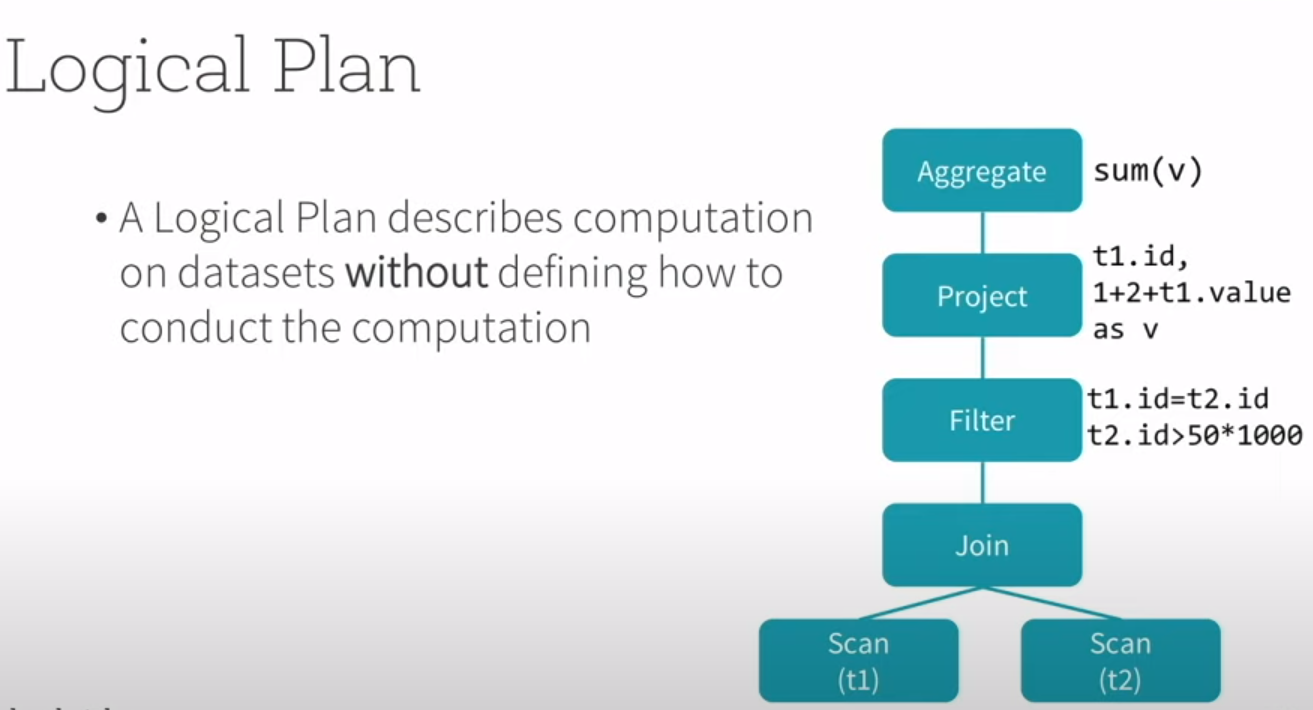 Logical Plan
• A Logical Plan describes computation
on datasets without defining how to
conduct the computation
Aggregate
sum(v)
Project
t1.id,
1+2+t1.value
as v
Filter
t1.id=t2.id
t2.id>50*1000
Join
Scan
(t1)
Scan
(t2)